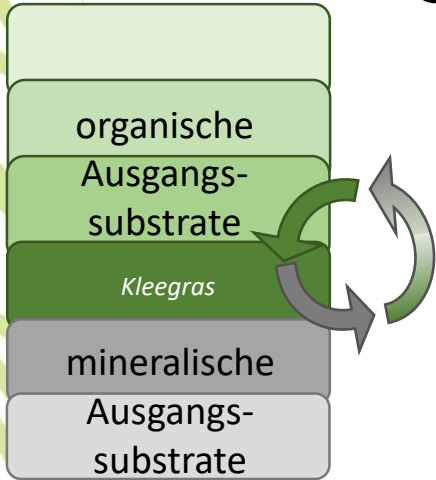 organische
Ausgangs-
substrate
Kleegras
mineralische
Ausgangs-
substrate